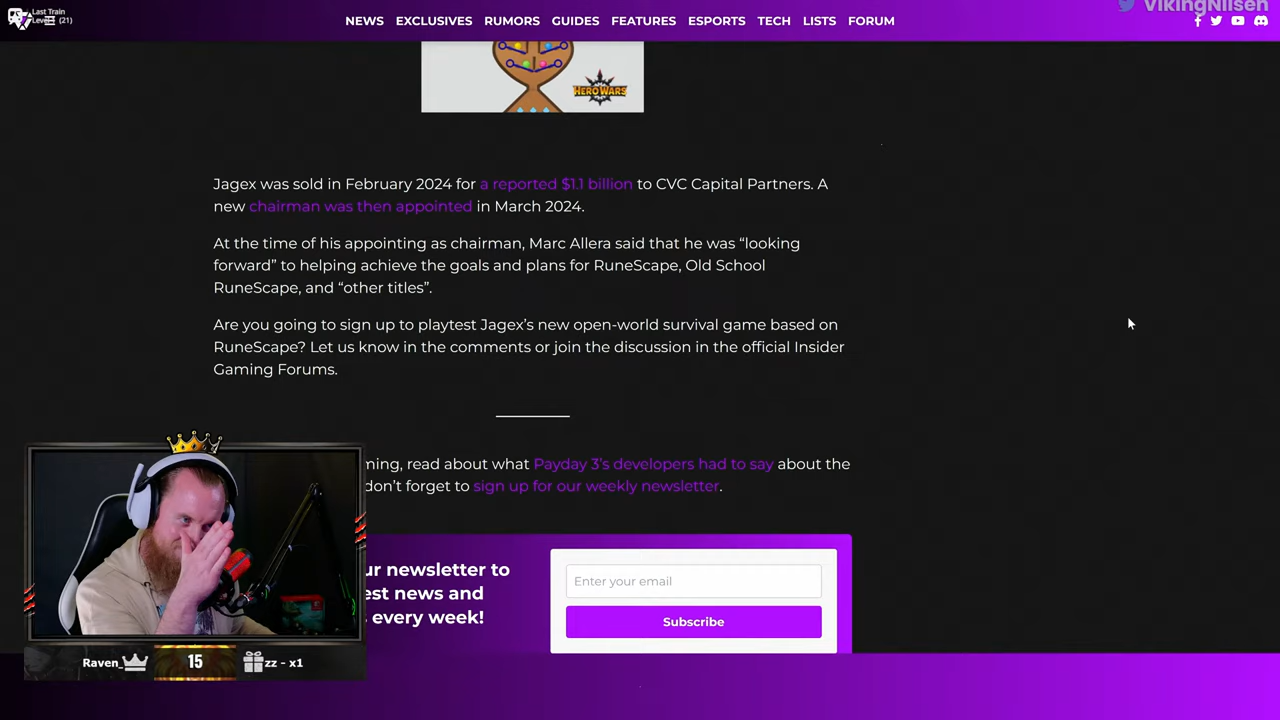 Last Train
(21)
NEWS EXCLUSIVES RUMORS GUIDES FEATURES ESPORTS TECH LISTS FORUM
VikingNilsen
HEROWARS
Jagex was sold in February 2024 for a reported $1.1 billion to CVC Capital Partners. A
new chairman was then appointed in March 2024.
At the time of his appointing as chairman, Marc Allera said that he was “looking
forward” to helping achieve the goals and plans for RuneScape, Old School
RuneScape, and “other titles”.
Are you going to sign up to playtest Jagex’s new open-world survival game based on
RuneScape? Let us know in the comments or join the discussion in the official Insider
Gaming Forums.
ming, read about what Payday 3’s developers had to say about the
don’t forget to sign up for our weekly newsletter.
ur newsletter to
est news and
every week!
Enter your email
Subscribe
Raven_ 15 zz - x1